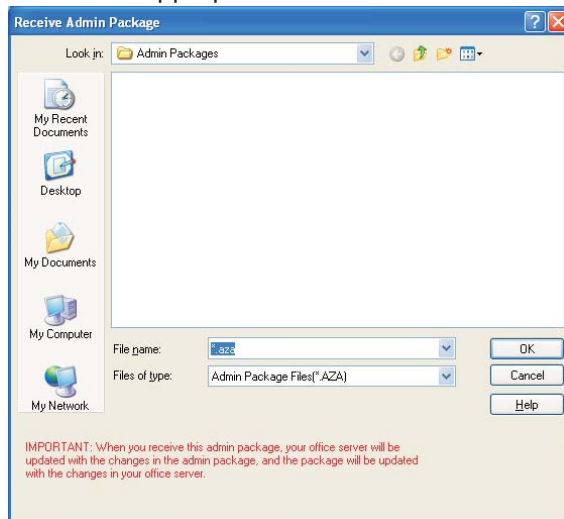 Receive Admin Package
Look in: Admin Packages
My Recent
Documents
Desktop
My Documents
My Computer
My Network
File name: *.aza
Files of type: Admin Package Files(*.AZA)
OK
Cancel
Help
IMPORTANT: When you receive this admin package, your office server will be
updated with the changes in the admin package, and the package will be updated
with the changes in your office server.